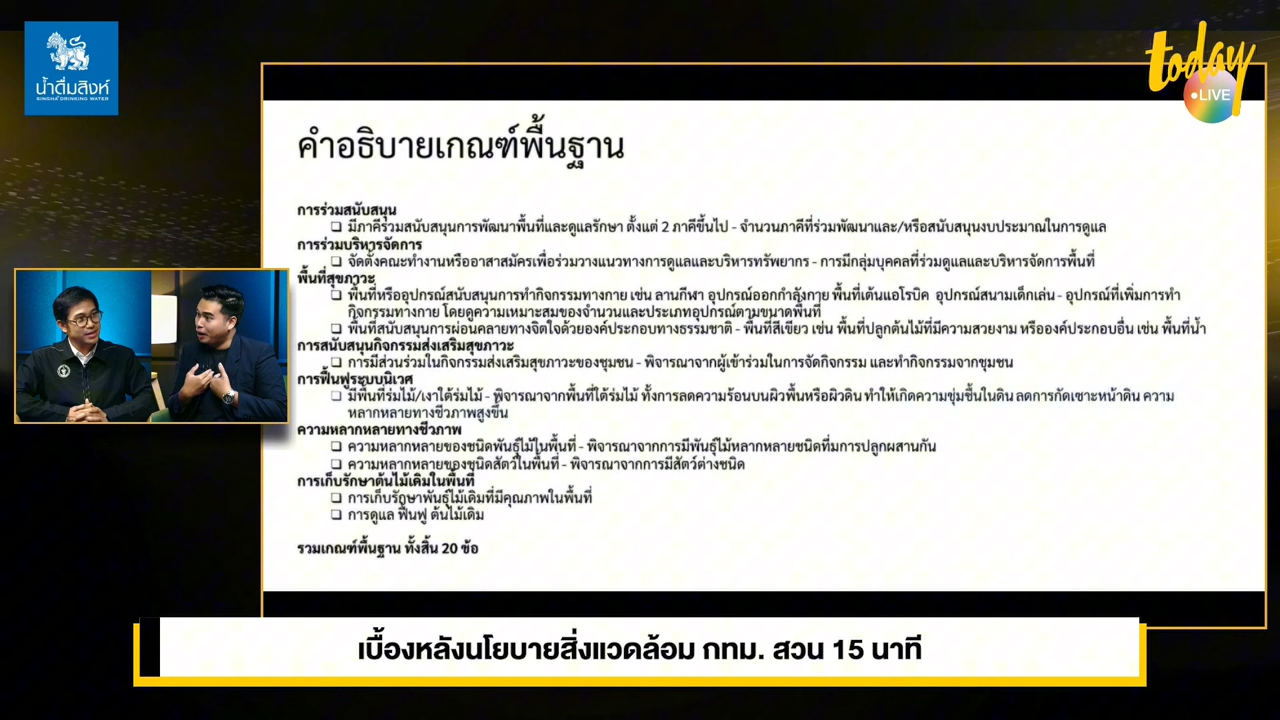 น้ำดื่มสิงห์
SINGHA DRINKING WATER
today
LIVE
คำอธิบายเกณฑ์พื้นฐาน
การร่วมสนับสนุน
❑ มีภาคีร่วมสนับสนุนการพัฒนาพื้นที่และดูแลรักษา ตั้งแต่ 2 ภาคีขึ้นไป - จำนวนภาคีที่ร่วมพัฒนาและ/หรือสนับสนุนงบประมาณในการดูแล
การร่วมบริหารจัดการ
❑ จัดตั้งคณะทำงานหรืออาสาสมัครเพื่อร่วมวางแนวทางการดูแลและบริหารทรัพยากร - การมีกลุ่มบุคคลที่ร่วมดูแลและบริหารจัดการพื้นที่
พื้นที่สุขภาวะ
❑ พื้นที่หรืออุปกรณ์สนับสนุนการทำกิจกรรมทางกาย เช่น ลานกีฬา อุปกรณ์ออกกำลังกาย พื้นที่เต้นแอโรบิค อุปกรณ์สนามเด็กเล่น - อุปกรณ์ที่เพิ่มการทำ
กิจกรรมทางกาย โดยดูความเหมาะสมของจำนวนและประเภทอุปกรณ์ตามขนาดพื้นที่
❑ พื้นที่สนับสนุนการผ่อนคลายทางจิตใจด้วยองค์ประกอบทางธรรมชาติ - พื้นที่สีเขียว เช่น พื้นที่ปลูกต้นไม้ที่มีความสวยงาม หรือองค์ประกอบอื่น เช่น พื้นที่น้ำ
การสนับสนุนกิจกรรมส่งเสริมสุขภาวะ
❑ การมีส่วนร่วมในกิจกรรมส่งเสริมสุขภาวะของชุมชน - พิจารณาจากผู้เข้าร่วมในการจัดกิจกรรม และทำกิจกรรมจากชุมชน
การฟื้นฟูระบบนิเวศ
❑ มีพื้นที่ร่มไม้/เงาใต้ร่มไม้ - พิจารณาจากพื้นที่ใต้ร่มไม้ ทั้งการลดความร้อนบนผิวพื้นหรือผิวดิน ทำให้เกิดความชุ่มชื้นในดิน ลดการกัดเซาะหน้าดิน ความ
หลากหลายทางชีวภาพสูงขึ้น
ความหลากหลายทางชีวภาพ
❑ ความหลากหลายของชนิดพันธุ์ไม้ในพื้นที่ - พิจารณาจากการมีพันธุ์ไม้หลากหลายชนิดที่มการปลูกผสานกัน
❑ ความหลากหลายของชนิดสัตว์ในพื้นที่ - พิจารณาจากการมีสัตว์ต่างชนิด
การเก็บรักษาต้นไม้เดิมในพื้นที่
❑ การเก็บรักษาพันธุ์ไม้เดิมที่มีคุณภาพในพื้นที่
❑ การดูแล ฟื้นฟู ต้นไม้เดิม
รวมเกณฑ์พื้นฐาน ทั้งสิ้น 20 ข้อ
เบื้องหลังนโยบายสิ่งแวดล้อม กทม. สวน 15 นาที